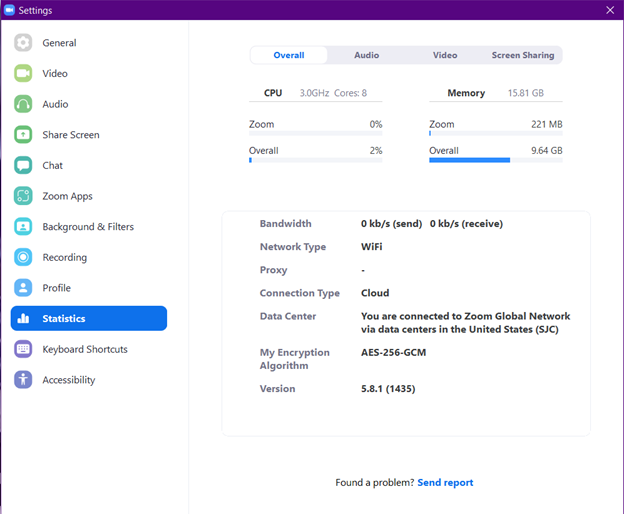 Settings
General
Video
Audio
Share Screen
Chat
Zoom Apps
Background & Filters
Recording
Profile
Statistics
Keyboard Shortcuts
Accessibility
Overall Audio Video Screen Sharing
CPU 3.0GHz Cores: 8
Zoom 0%
Overall 2%
Memory 15.81 GB
Zoom 221 MB
Overall 9.64 GB
Bandwidth 0 kb/s (send) 0 kb/s (receive)
Network Type WiFi
Proxy -
Connection Type Cloud
Data Center You are connected to Zoom Global Network
via data centers in the United States (SJC)
My Encryption AES-256-GCM
Algorithm
Version 5.8.1 (1435)
Found a problem? Send report